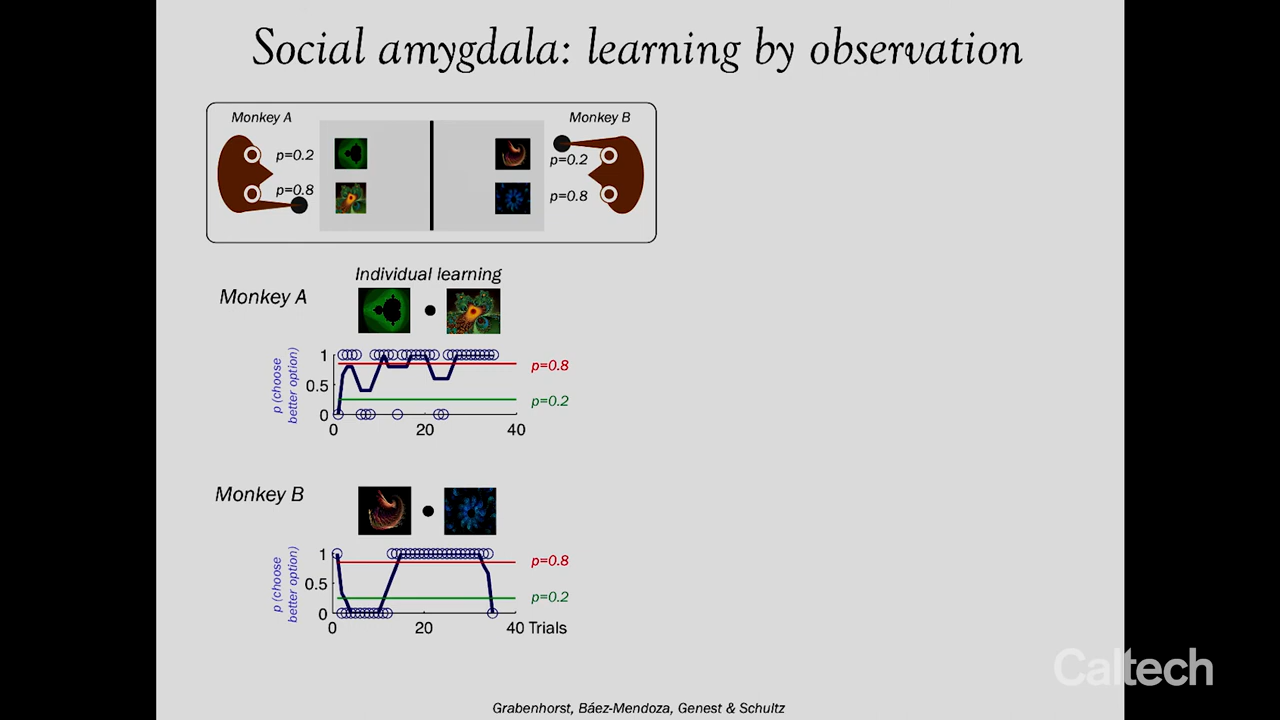 Social amygdala: learning by observation
Monkey A
Monkey B
p=0.2
p=0.2
p=0.8
p=0.8
Individual learning
Monkey A
p (choose
better option)
1
0.5
0
0
20
40
p=0.8
p=0.2
Monkey B
p (choose
better option)
1
0.5
0
0
20
40 Trials
p=0.8
p=0.2
Caltech
Grabenhorst, Báez-Mendoza, Genest & Schultz